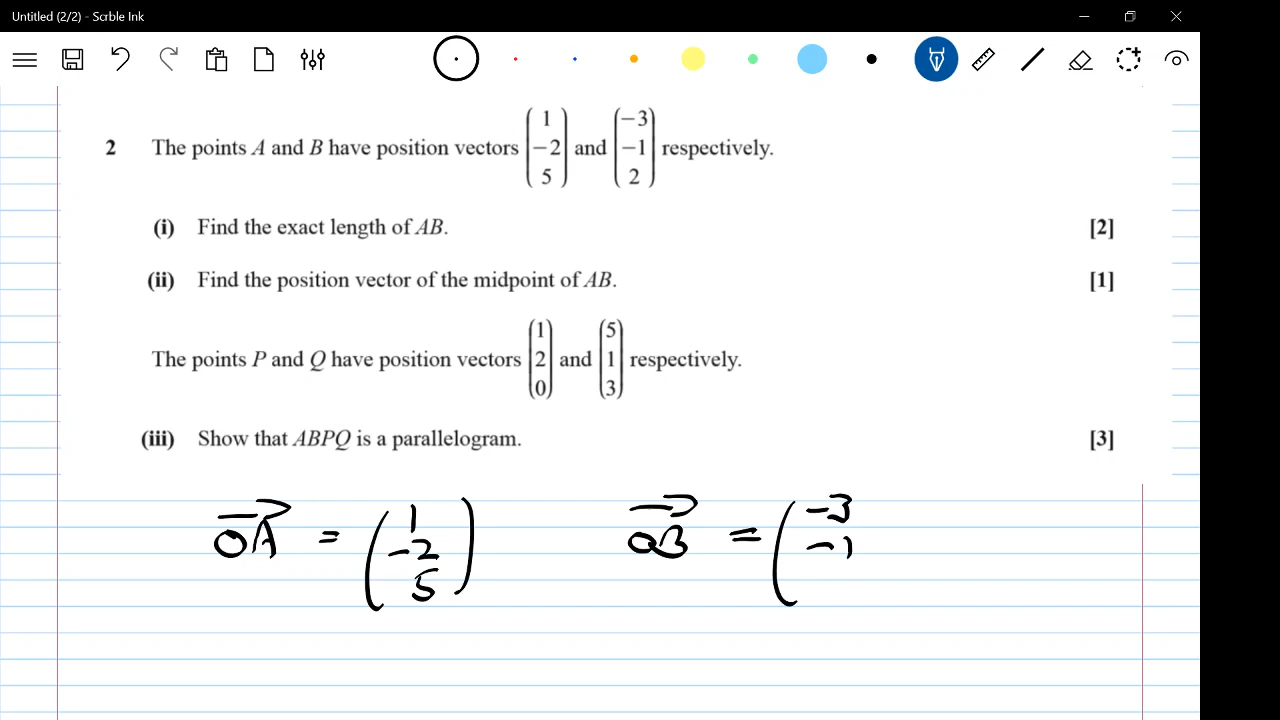 Untitled (2/2) - Scrble Ink
2 The points A and B have position vectors (1 −2 5) and (−3 −1 2) respectively.
(i) Find the exact length of AB. [2]
(ii) Find the position vector of the midpoint of AB. [1]
The points P and Q have position vectors (1 2 0) and (5 1 3) respectively.
(iii) Show that ABPQ is a parallelogram. [3]
OA = (1 -2 5) OB = (-3 -1